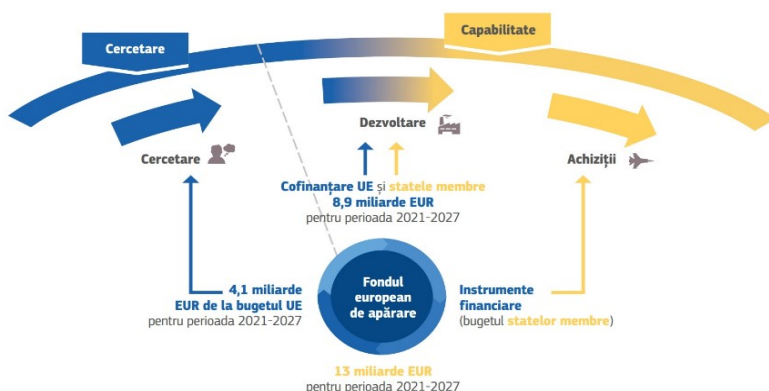 Cercetare
Capabilitate
Cercetare
Dezvoltare
Achiziții
Cofinanțare UE și statele membre
8,9 miliarde EUR
pentru perioada 2021-2027
4,1 miliarde
EUR de la bugetul UE
pentru perioada 2021-2027
Fondul
european
de apărare
Instrumente
financiare
(bugetul statelor membre)
13 miliarde EUR
pentru perioada 2021-2027